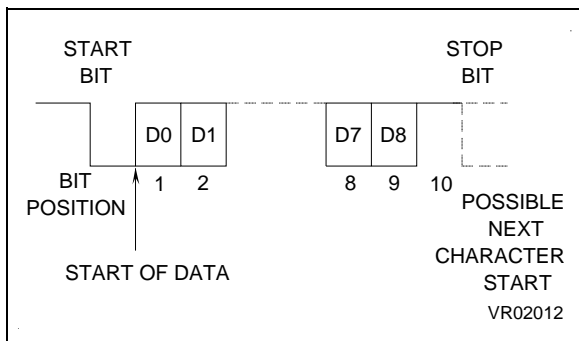 START
BIT
STOP
BIT
D0 D1 D7 D8
BIT
POSITION
1 2 8 9 10
POSSIBLE
NEXT
CHARACTER
START
START OF DATA
VR02012